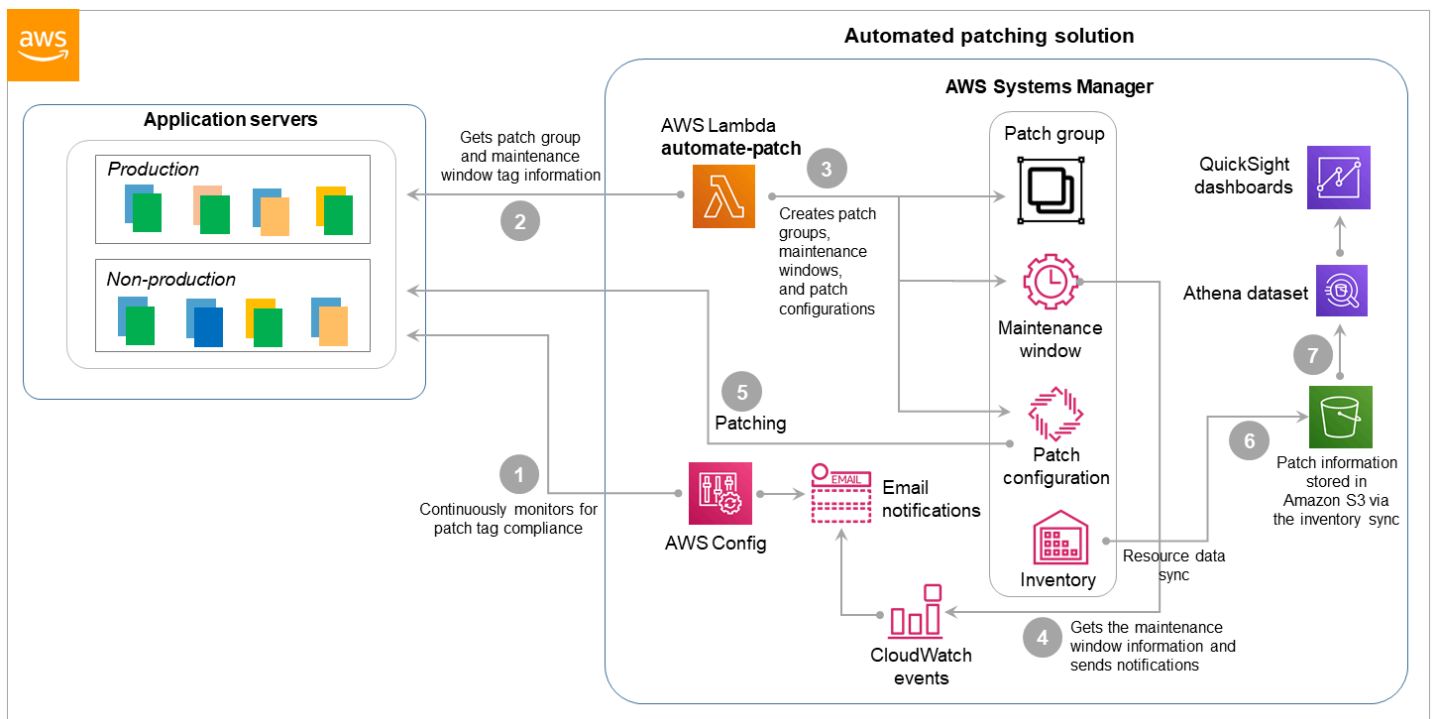 aws
Automated patching solution
Application servers
Production
Non-production
Gets patch group
and maintenance
window tag information
2
AWS Lambda
automate-patch
3
Creates patch
groups,
maintenance
windows,
and patch
configurations
AWS Systems Manager
Patch group
Maintenance
window
Patch
configuration
Inventory
QuickSight
dashboards
Athena dataset
7
6
Patch information
stored in
Amazon S3 via
the inventory sync
Resource data
sync
5
Patching
1
Continuously monitors for
patch tag compliance
AWS Config
EMAIL
Email
notifications
CloudWatch
events
4
Gets the maintenance
window information and
sends notifications